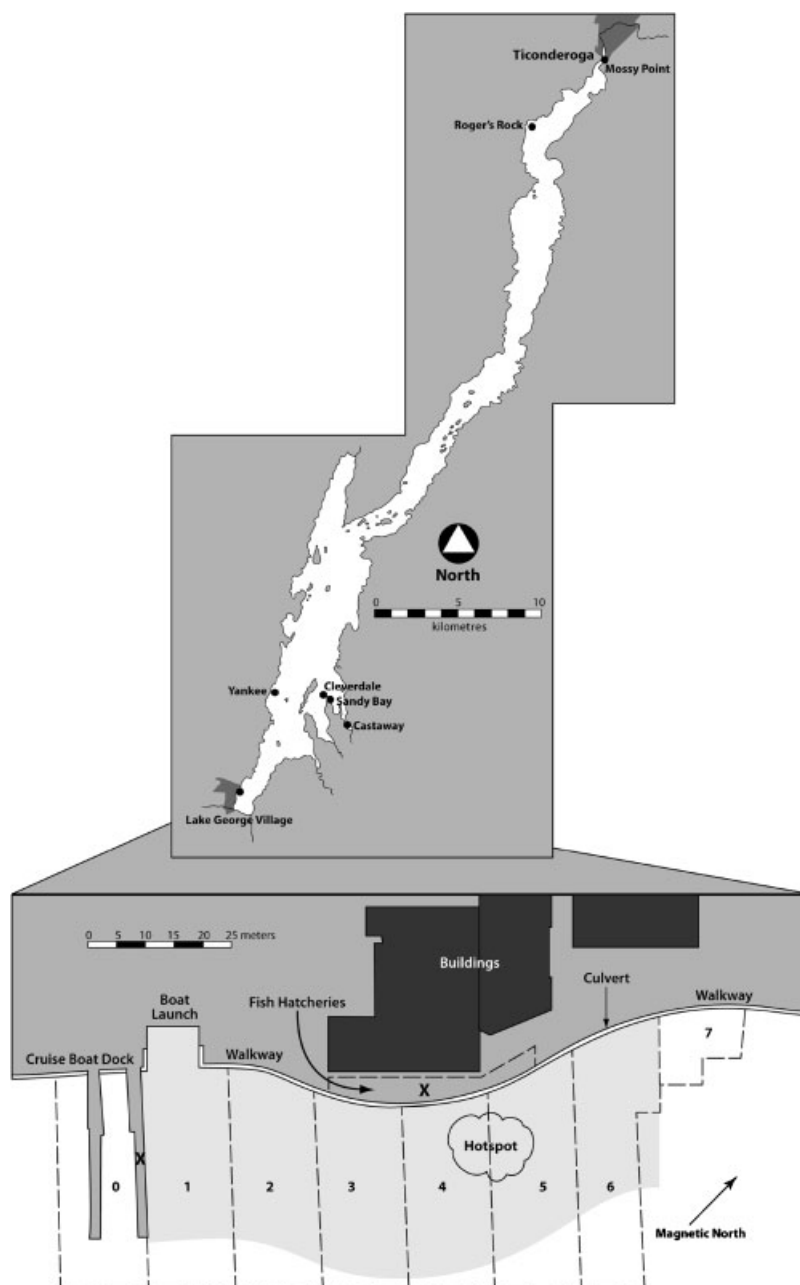 Ticonderoga
Mossy Point
Roger's Rock
North
0 5 10
kilometres
Yankee
Cleverdale
Sandy Bay
Castaway
Lake George Village
0 5 10 15 20 25 meters
Buildings
Culvert
Boat
Launch
Fish Hatcheries
Walkway
Cruise Boat Dock
Walkway
7
X
Hotspot
X
0 1 2 3 4 5 6
Magnetic North